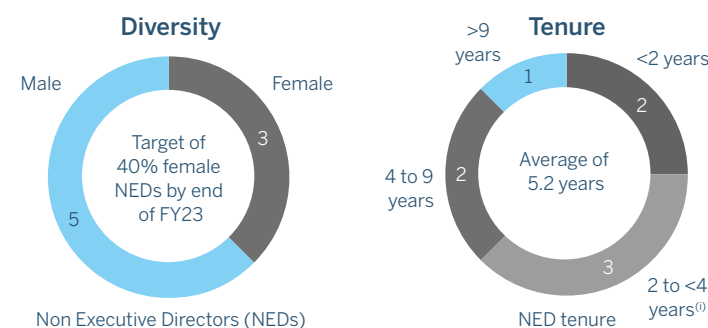 Diversity
Male
Female
3
Target of
40% female
NEDs by end
of FY23
5
Non Executive Directors (NEDs)
Tenure
>9
years
<2 years
1
2
4 to 9
years
2
Average of
5.2 years
3
2 to <4
years(i)
NED tenure